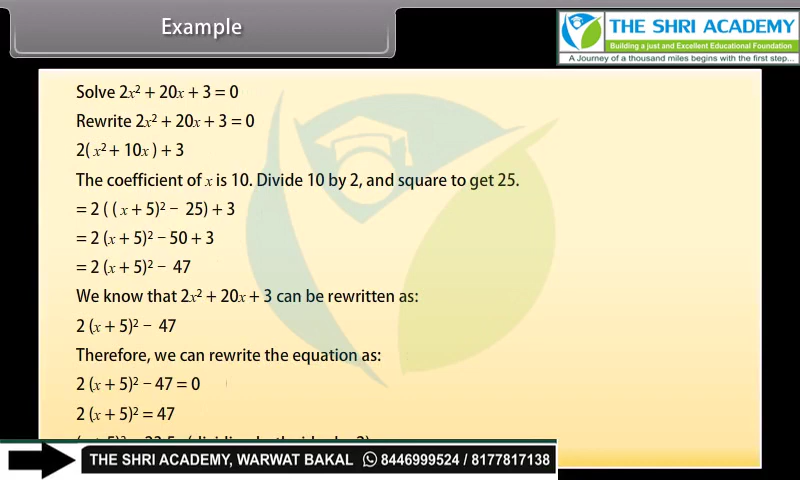 Example
THE SHRI ACADEMY
Building a just and Excellent Educational Foundation
A Journey of a thousand miles begins with the first step...
Solve 2x² + 20x + 3 = 0
Rewrite 2x² + 20x + 3 = 0
2( x² + 10x ) + 3
The coefficient of x is 10. Divide 10 by 2, and square to get 25.
= 2 ( ( x + 5)² − 25) + 3
= 2 (x + 5)² − 50 + 3
= 2 (x + 5)² − 47
We know that 2x² + 20x + 3 can be rewritten as:
2 (x + 5)² − 47
Therefore, we can rewrite the equation as:
2 (x + 5)² − 47 = 0
2 (x + 5)² = 47
THE SHRI ACADEMY, WARWAT BAKAL 8446999524 / 8177817138